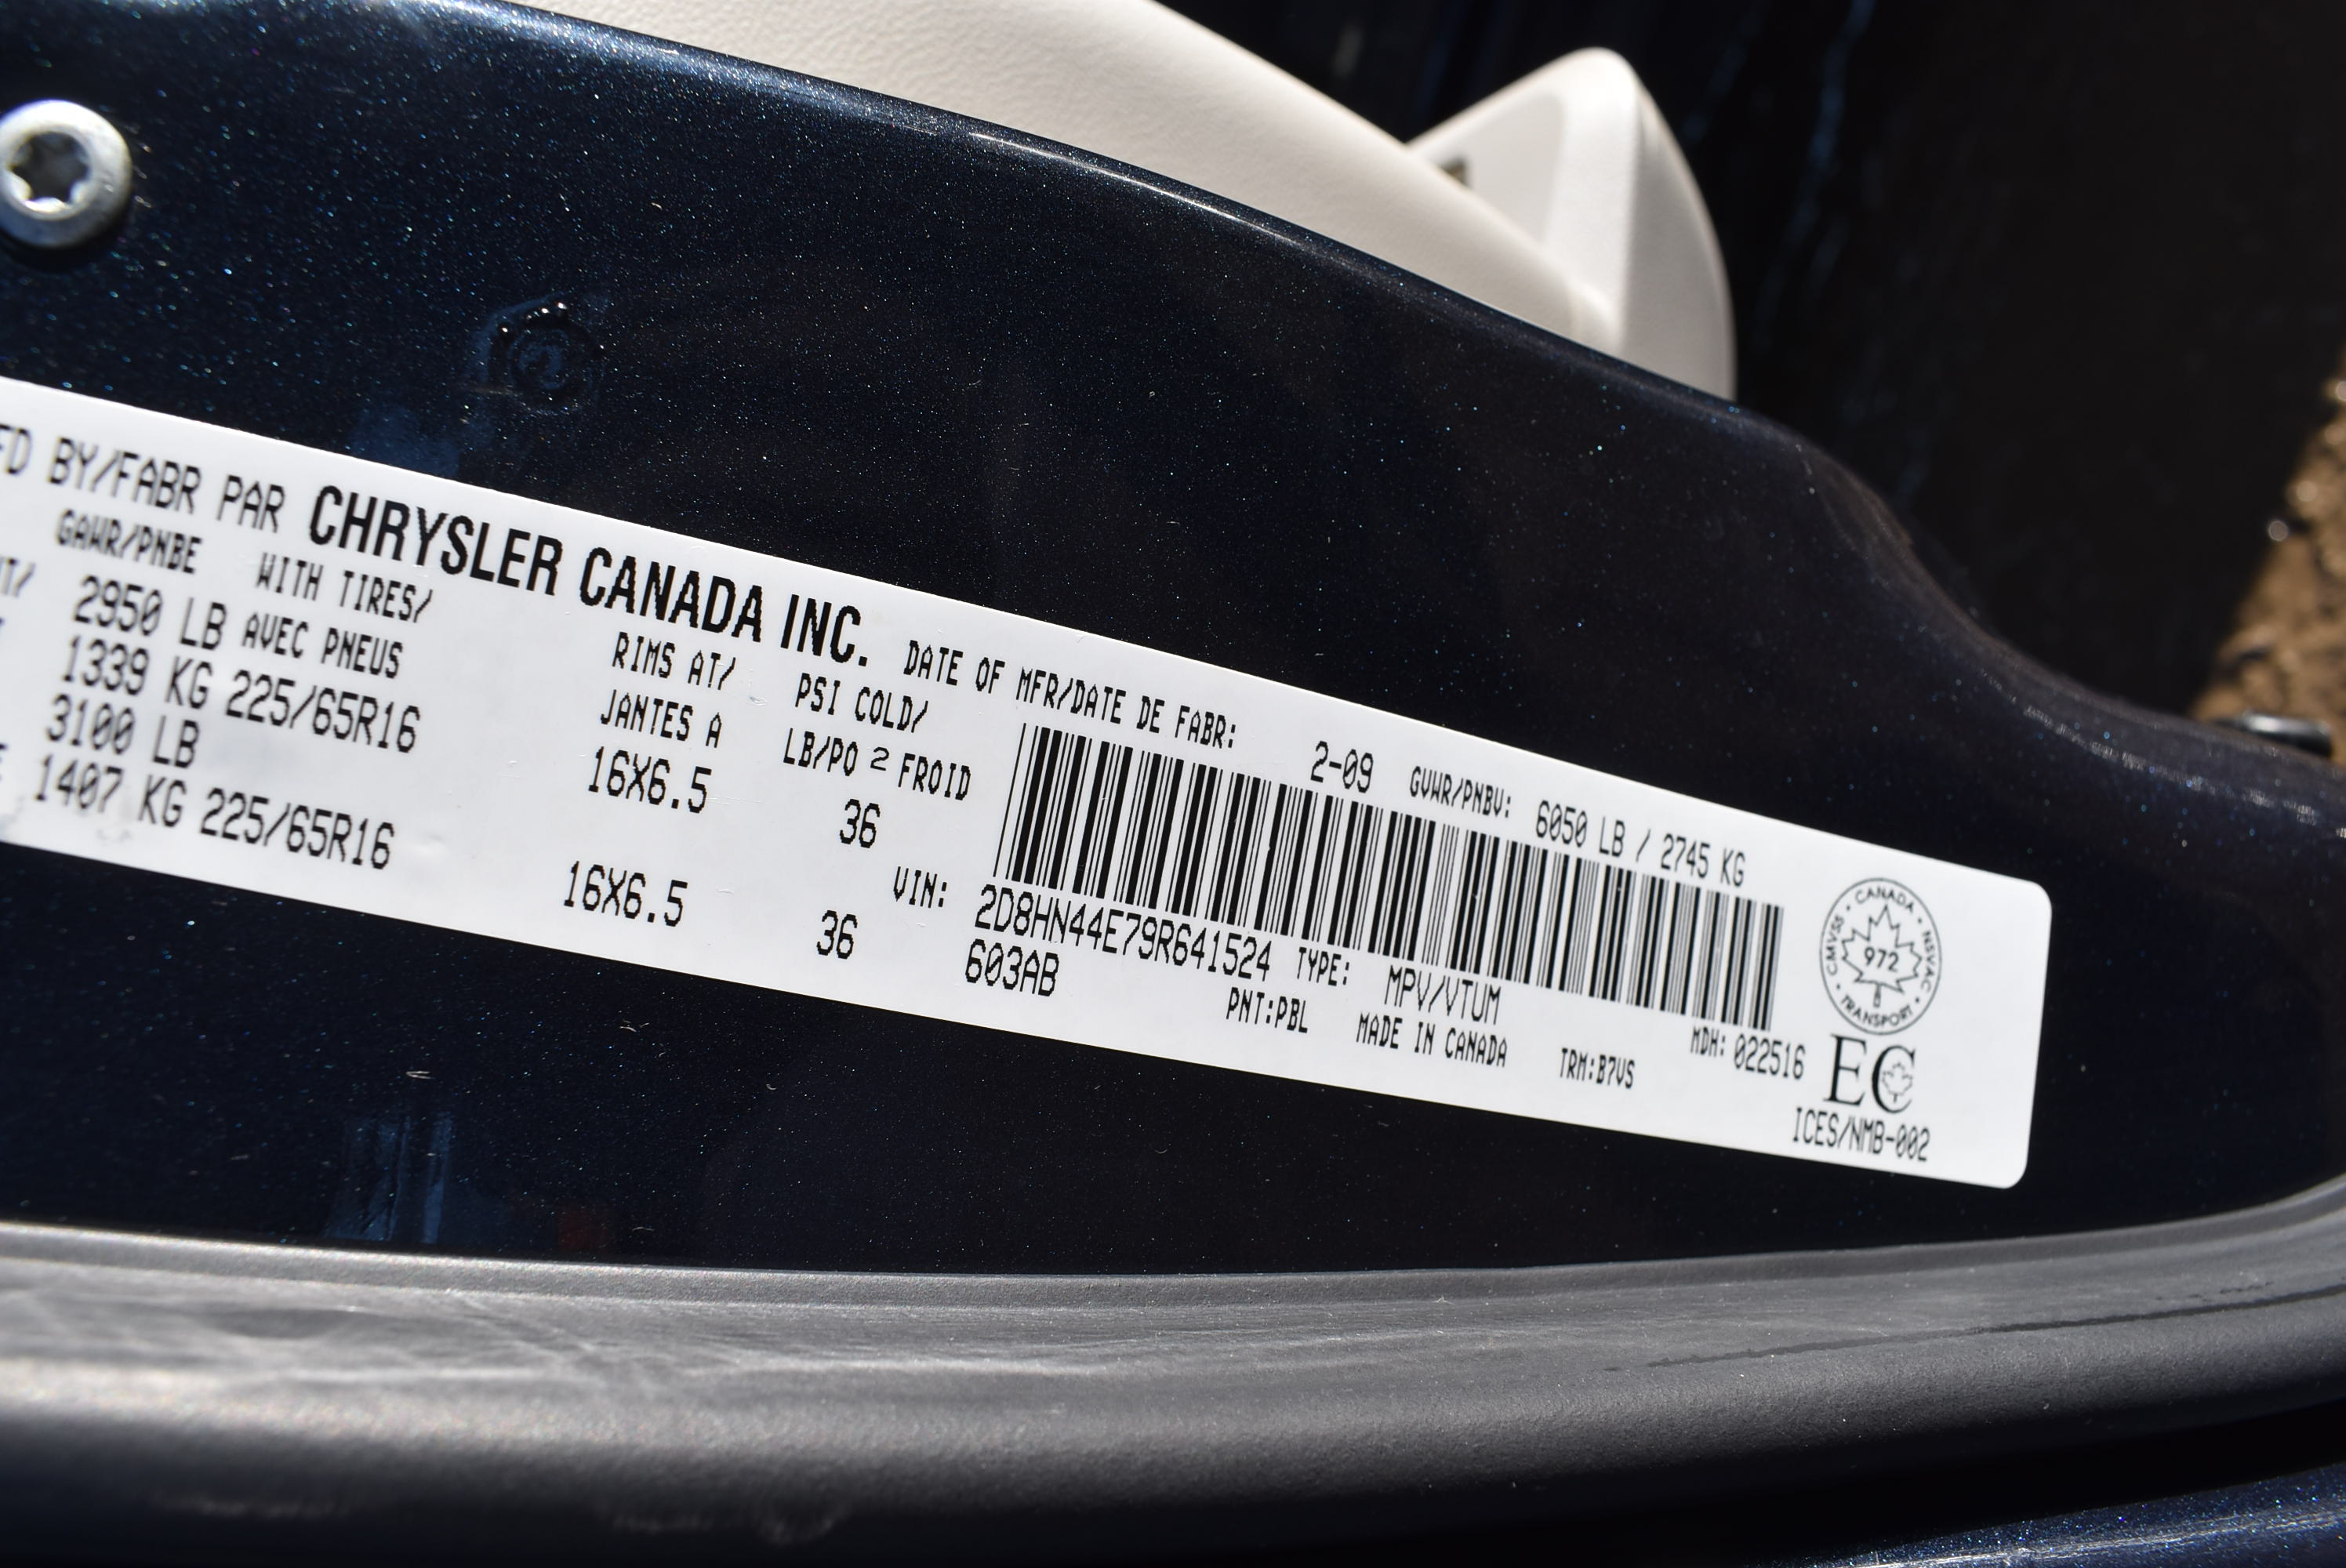 FD BY/FABR PAR CHRYSLER CANADA INC. DATE OF MFR/DATE DE FABR: 2-09 GVWR/PNBV: 6050 LB / 2745 KG
GAWR/PNBE WITH TIRES/ RIMS AT/ PSI COLD/
AVEC PNEUS JANTES A LB/PO 2 FROID
2950 LB
1339 KG 225/65R16 16X6.5 36
3100 LB
1407 KG 225/65R16 16X6.5 36
VIN: 2D8HN44E79R641524 TYPE: MPV/VTUM MDH: 022516
603AB PNT:PBL MADE IN CANADA TRM:B7VS
CANADA • NSVAC • TRANSPORT • CMVSS •
972
EC
ICES/NMB-002